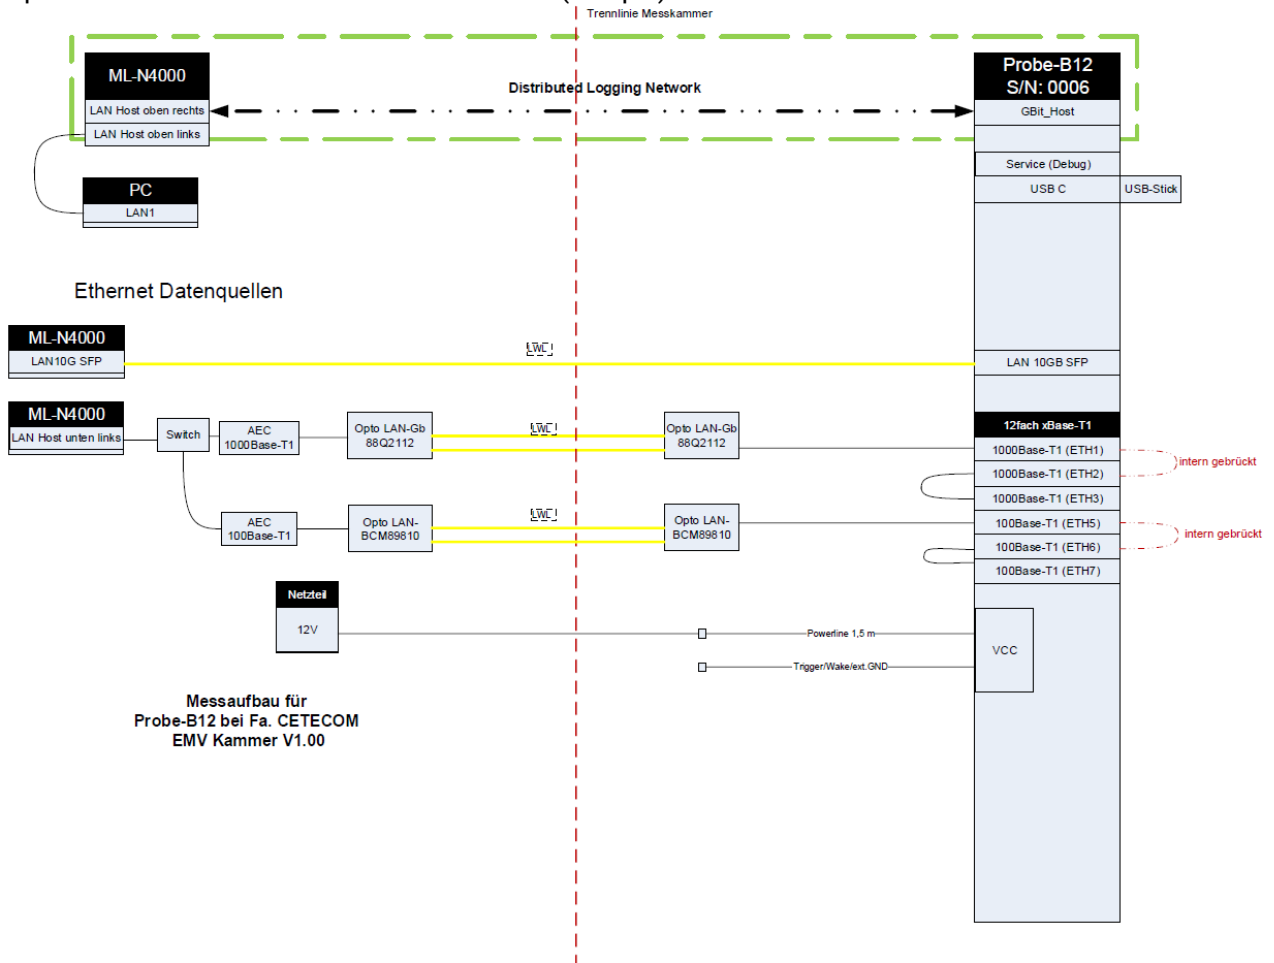 Trennlinie Messkammer
ML-N4000
LAN Host oben rechts
LAN Host oben links
Distributed Logging Network
Probe-B12
S/N: 0006
GBit_Host
Service (Debug)
USB C
USB-Stick
PC
LAN1
Ethernet Datenquellen
ML-N4000
LAN10G SFP
LWL
LAN 10GB SFP
ML-N4000
LAN Host unten links
Switch
AEC
1000Base-T1
Opto LAN-Gb
88Q2112
LWL
Opto LAN-Gb
88Q2112
12fach xBase-T1
1000Base-T1 (ETH1)
1000Base-T1 (ETH2)
1000Base-T1 (ETH3)
intern gebrückt
AEC
100Base-T1
Opto LAN-
BCM89810
LWL
Opto LAN-
BCM89810
100Base-T1 (ETH5)
100Base-T1 (ETH6)
100Base-T1 (ETH7)
intern gebrückt
Netzteil
12V
Powerline 1,5 m
Trigger/Wake/ext.GND
VCC
Messaufbau für
Probe-B12 bei Fa. CETECOM
EMV Kammer V1.00